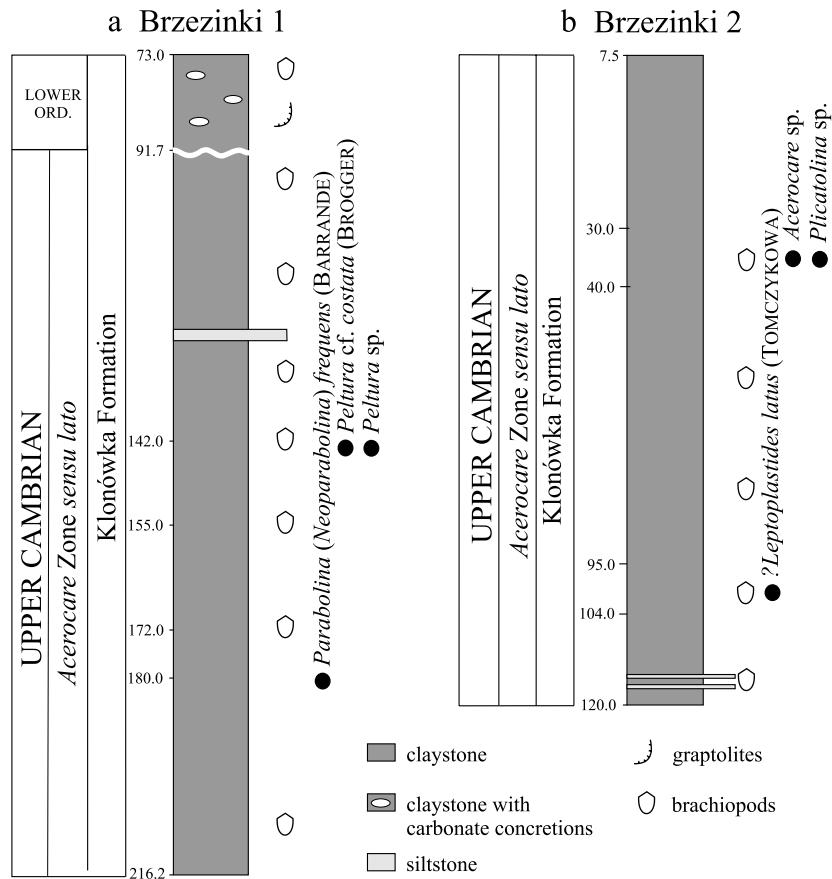 a Brzezinki 1
73.0
LOWER
ORD.
91.7
142.0
155.0
172.0
180.0
216.2
UPPER CAMBRIAN
Acerocare Zone sensu lato
Klonówka Formation
Parabolina (Neoparabolina) frequens (BARRANDE)
Peltura cf. costata (BROGGER)
Peltura sp.
b Brzezinki 2
7.5
30.0
40.0
95.0
104.0
120.0
UPPER CAMBRIAN
Acerocare Zone sensu lato
Klonówka Formation
?Leptoplastides latus (TOMCZYKOWA)
Acerocare sp.
Plicatolina sp.
claystone
claystone with
carbonate concretions
siltstone
graptolites
brachiopods